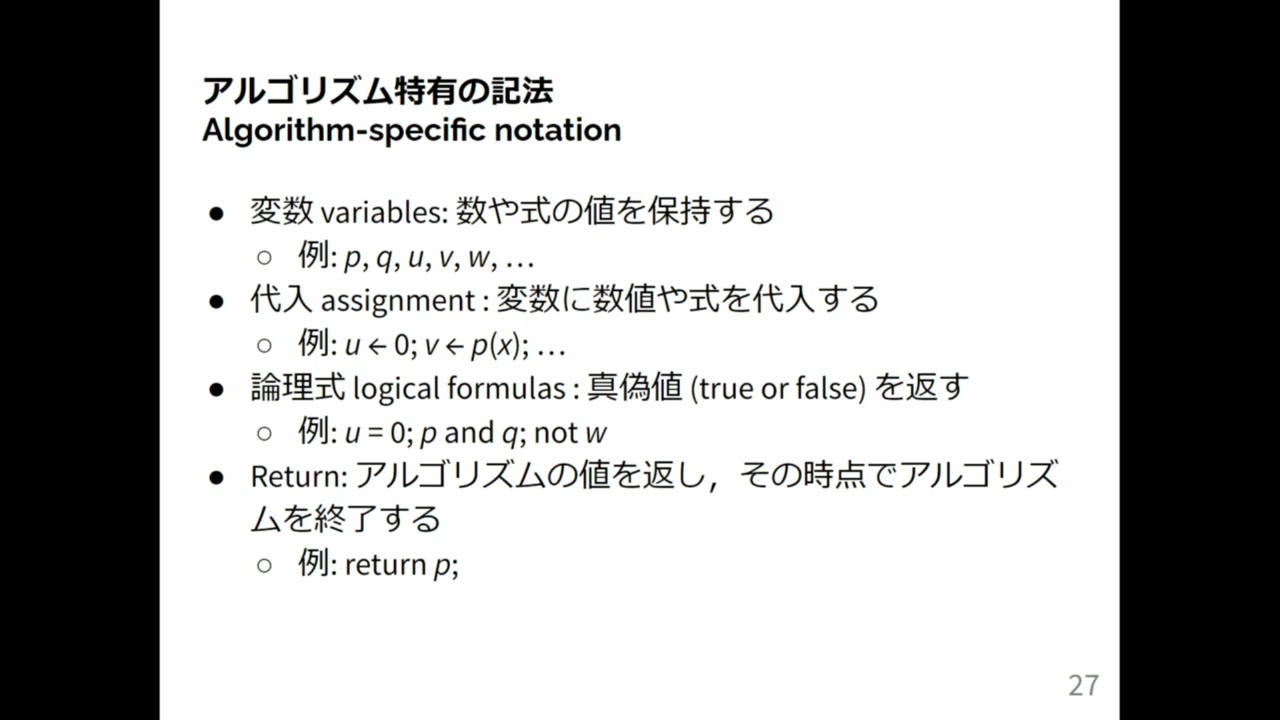 アルゴリズム特有の記法
Algorithm-specific notation
● 変数 variables: 数や式の値を保持する
○ 例: p, q, u, v, w, …
● 代入 assignment : 変数に数値や式を代入する
○ 例: u ← 0; v ← p(x); …
● 論理式 logical formulas : 真偽値 (true or false) を返す
○ 例: u = 0; p and q; not w
● Return: アルゴリズムの値を返し，その時点でアルゴリズ
ムを終了する
○ 例: return p;
27